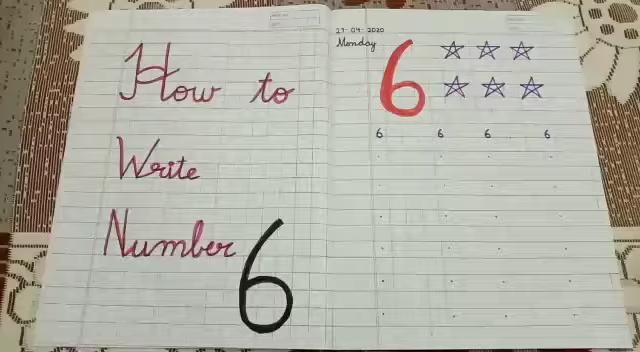 How to
Write
Number 6
27-04-2020
Monday
6
6 6 6 6